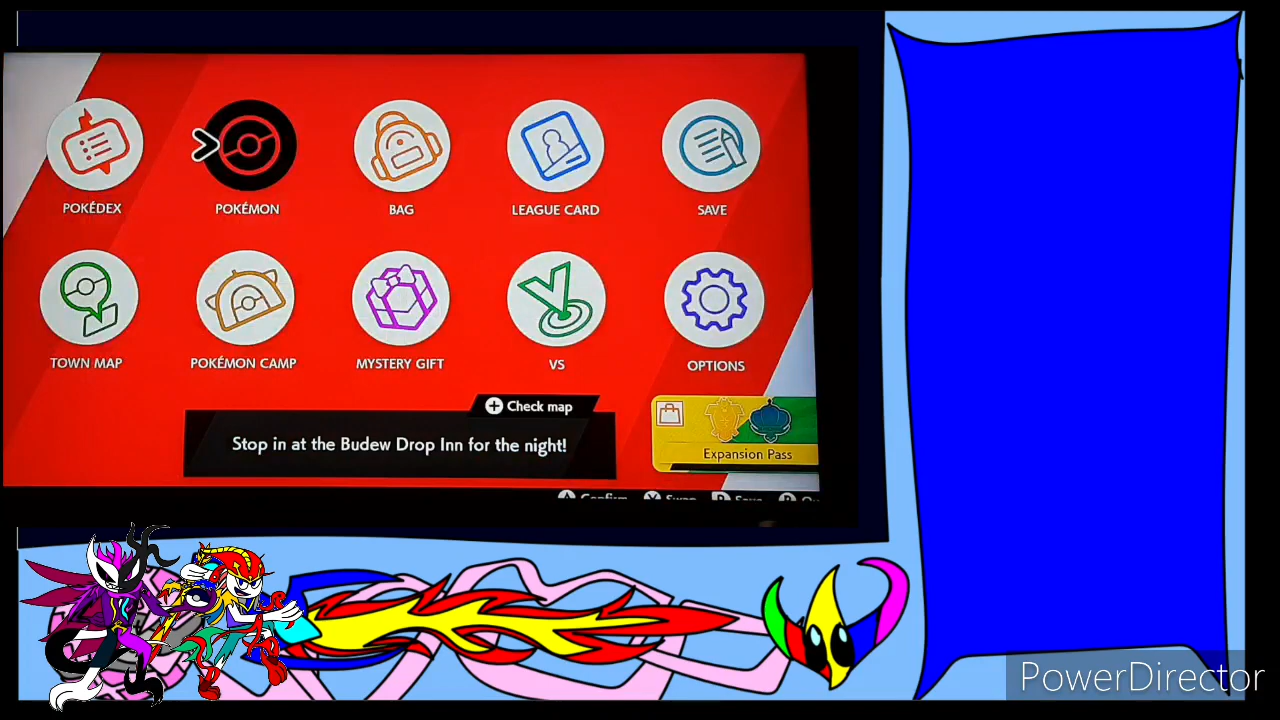 POKÉDEX
POKÉMON
BAG
LEAGUE CARD
SAVE
TOWN MAP
POKÉMON CAMP
MYSTERY GIFT
VS
OPTIONS
+ Check map
Stop in at the Budew Drop Inn for the night!
Expansion Pass
A Confirm
PowerDirector